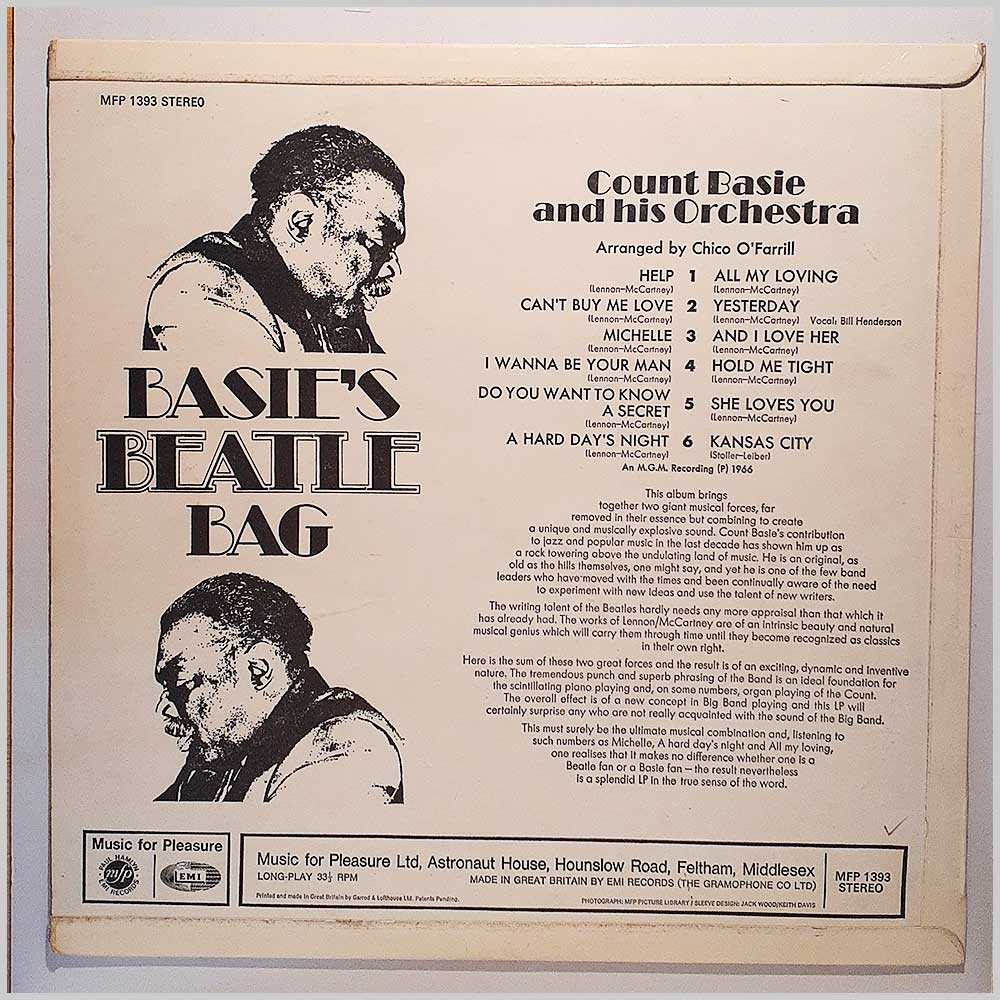 MFP 1393 STEREO
BASIE'S
BEATLE
BAG
Count Basie
and his Orchestra
Arranged by Chico O'Farrill
HELP 1 ALL MY LOVING
(Lennon–McCartney) (Lennon–McCartney)
CAN'T BUY ME LOVE 2 YESTERDAY
(Lennon–McCartney) (Lennon–McCartney) Vocal: Bill Henderson
MICHELLE 3 AND I LOVE HER
(Lennon–McCartney) (Lennon–McCartney)
I WANNA BE YOUR MAN 4 HOLD ME TIGHT
(Lennon–McCartney) (Lennon–McCartney)
DO YOU WANT TO KNOW
A SECRET 5 SHE LOVES YOU
(Lennon–McCartney) (Lennon–McCartney)
A HARD DAY'S NIGHT 6 KANSAS CITY
(Lennon–McCartney) (Stoller–Leiber)
An M.G.M. Recording (P) 1966
This album brings
together two giant musical forces, far
removed in their essence but combining to create
a unique and musically explosive sound. Count Basie's contribution
to jazz and popular music in the last decade has shown him up as
a rock towering above the undulating land of music. He is an original, as
old as the hills themselves, one might say, and yet he is one of the few band
leaders who have moved with the times and been continually aware of the need
to experiment with new ideas and use the talent of new writers.
The writing talent of the Beatles hardly needs any more appraisal than that which it
has already had. The works of Lennon/McCartney are of an intrinsic beauty and natural
musical genius which will carry them through time until they become recognized as classics
in their own right.
Here is the sum of these two great forces and the result is of an exciting, dynamic and inventive
nature. The tremendous punch and superb phrasing of the Band is an ideal foundation for
the scintillating piano playing and, on some numbers, organ playing of the Count.
The overall effect is of a new concept in Big Band playing and this LP will
certainly surprise any who are not really acquainted with the sound of the Big Band.
This must surely be the ultimate musical combination and, listening to
such numbers as Michelle, A hard day's night and All my loving,
one realises that it makes no difference whether one is a
Beatle fan or a Basie fan – the result nevertheless
is a splendid LP in the true sense of the word.
Music for Pleasure
PAUL HAMLYN
mfp
EMI RECORDS
EMI
Music for Pleasure Ltd, Astronaut House, Hounslow Road, Feltham, Middlesex
LONG-PLAY 33⅓ RPM MADE IN GREAT BRITAIN BY EMI RECORDS (THE GRAMOPHONE CO LTD)
Printed and made in Great Britain by Garrod & Lofthouse Ltd. Patents Pending. PHOTOGRAPH: MFP PICTURE LIBRARY / SLEEVE DESIGN: JACK WOOD/KEITH DAVIS
MFP 1393
STEREO